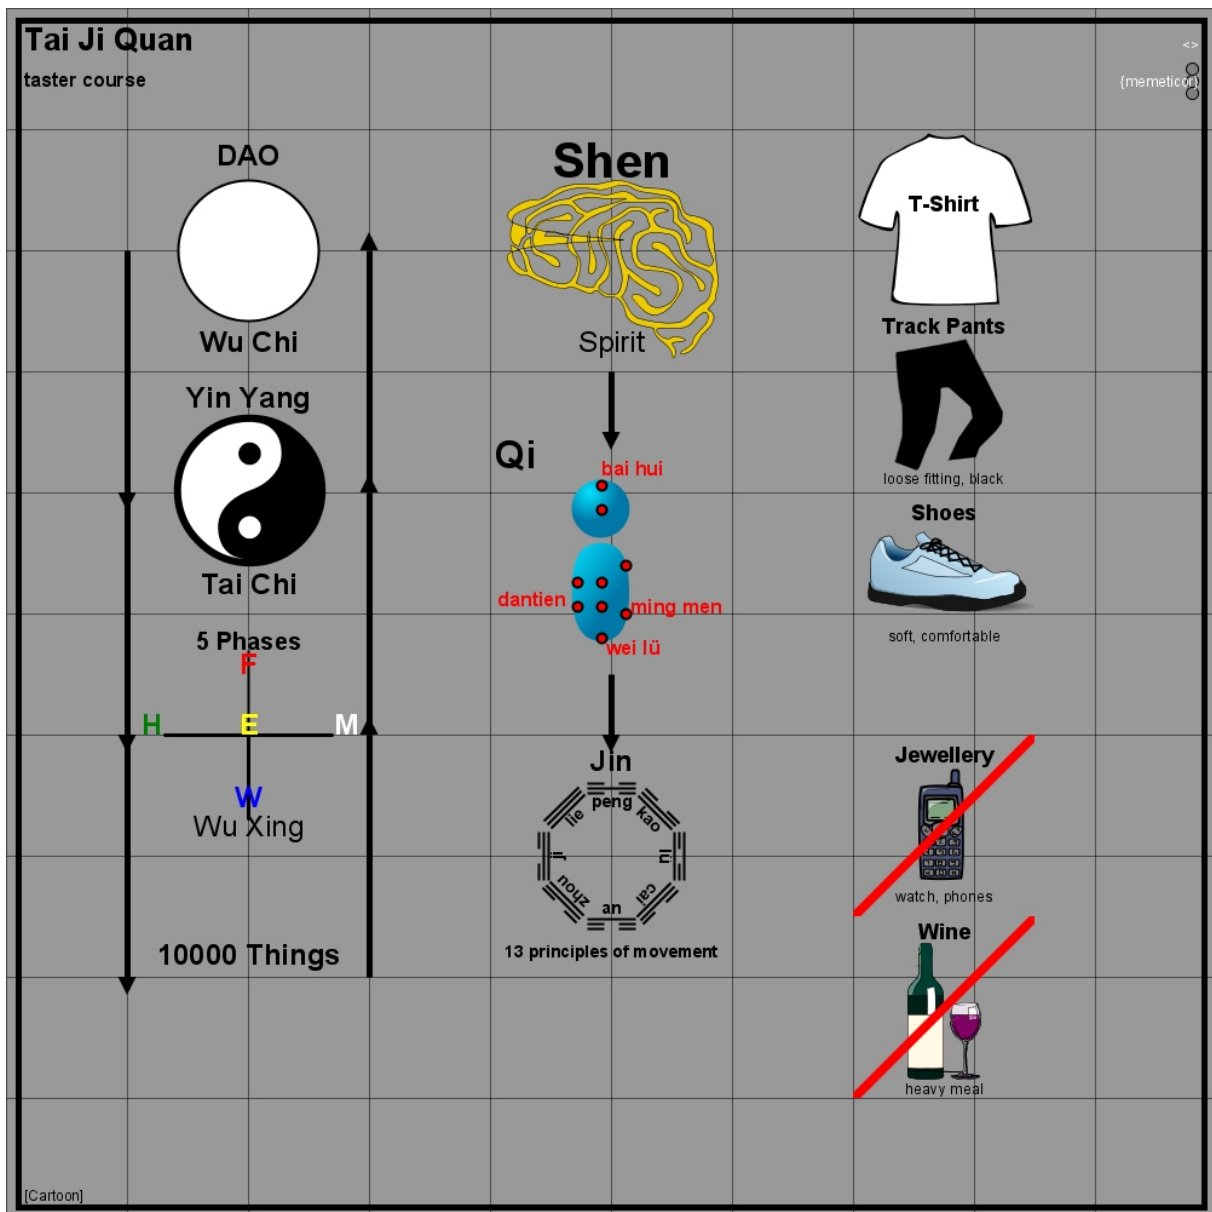 Tai Ji Quan
taster course
<>
{memeticor}
DAO
Wu Chi
Yin Yang
Tai Chi
5 Phases
F
H E M
W
Wu Xing
10000 Things
Shen
Spirit
Qi
bai hui
dantien
ming men
wei lü
Jin
peng
kao
lü
cai
an
zhou
ji
lie
13 principles of movement
T-Shirt
Track Pants
loose fitting, black
Shoes
soft, comfortable
Jewellery
watch, phones
Wine
heavy meal
[Cartoon]